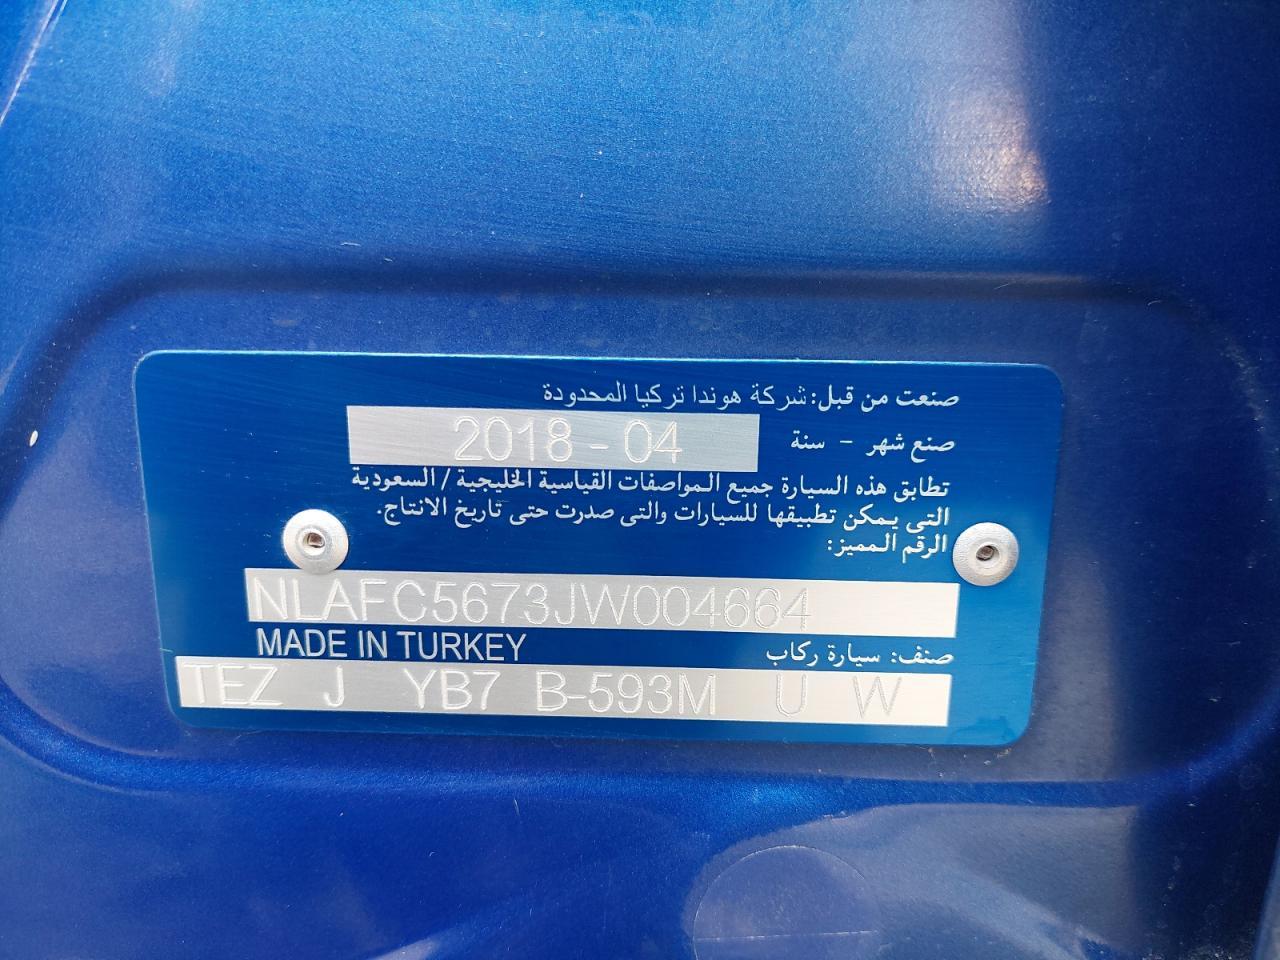 صنعت من قبل: شركة هوندا تركيا المحدودة
صنع شهر - سنة 2018 - 04
تطابق هذه السيارة جميع المواصفات القياسية الخليجية / السعودية
التي يمكن تطبيقها للسيارات والتي صدرت حتى تاريخ الانتاج.
الرقم المميز:
NLAFC5673JW004664
MADE IN TURKEY صنف: سيارة ركاب
TEZ J YB7 B-593M U W